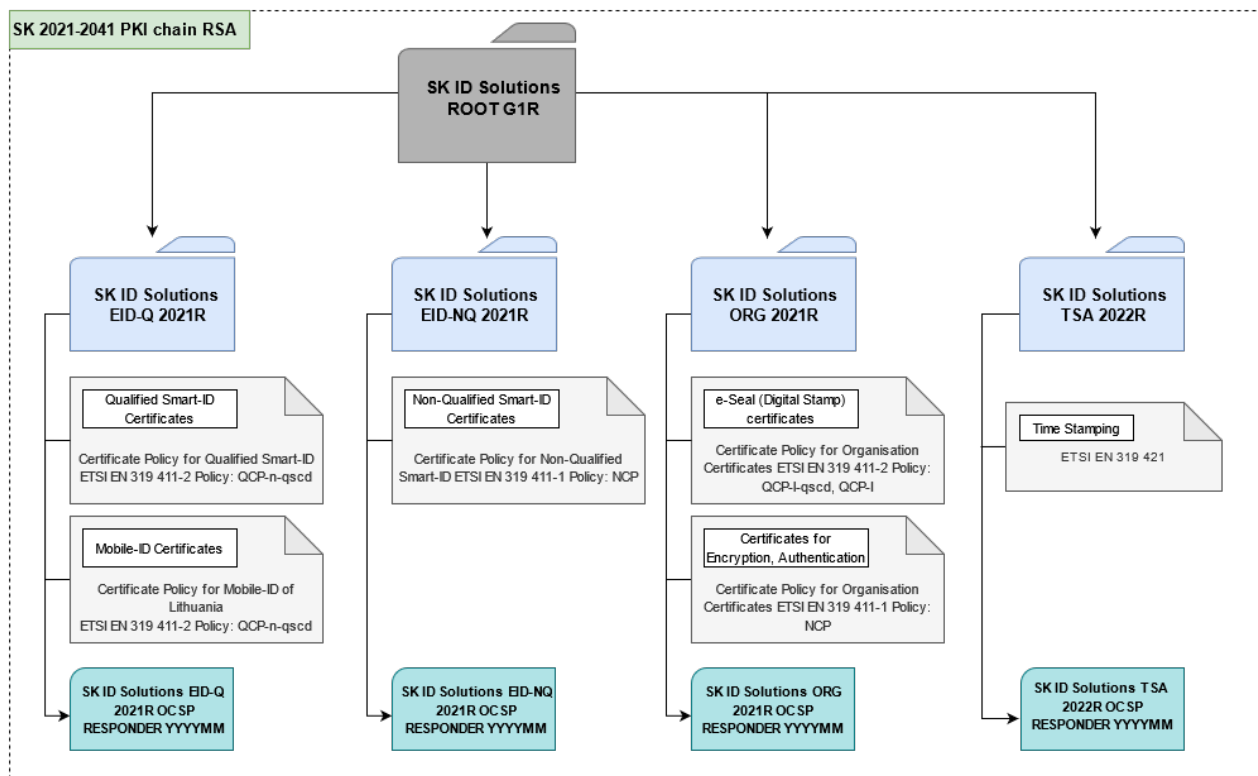 SK 2021-2041 PKI chain RSA
SK ID Solutions
ROOT G1R
SK ID Solutions
EID-Q 2021R
SK ID Solutions
EID-NQ 2021R
SK ID Solutions
ORG 2021R
SK ID Solutions
TSA 2022R
Qualified Smart-ID
Certificates
Certificate Policy for Qualified Smart-ID
ETSI EN 319 411-2 Policy: QCP-n-qscd
Non-Qualified Smart-ID
Certificates
Certificate Policy for Non-Qualified
Smart-ID ETSI EN 319 411-1 Policy: NCP
e-Seal (Digital Stamp)
certificates
Certificate Policy for Organisation
Certificates ETSI EN 319 411-2 Policy:
QCP-l-qscd, QCP-l
Time Stamping
ETSI EN 319 421
Mobile-ID Certificates
Certificate Policy for Mobile-ID of
Lithuania
ETSI EN 319 411-2 Policy: QCP-n-qscd
Certificates for
Encryption, Authentication
Certificate Policy for Organisation
Certificates ETSI EN 319 411-1 Policy:
NCP
SK ID Solutions EID-Q
2021R OCSP
RESPONDER YYYYMM
SK ID Solutions EID-NQ
2021R OCSP
RESPONDER YYYYMM
SK ID Solutions ORG
2021R OCSP
RESPONDER YYYYMM
SK ID Solutions TSA
2022R OCSP
RESPONDER YYYYMM